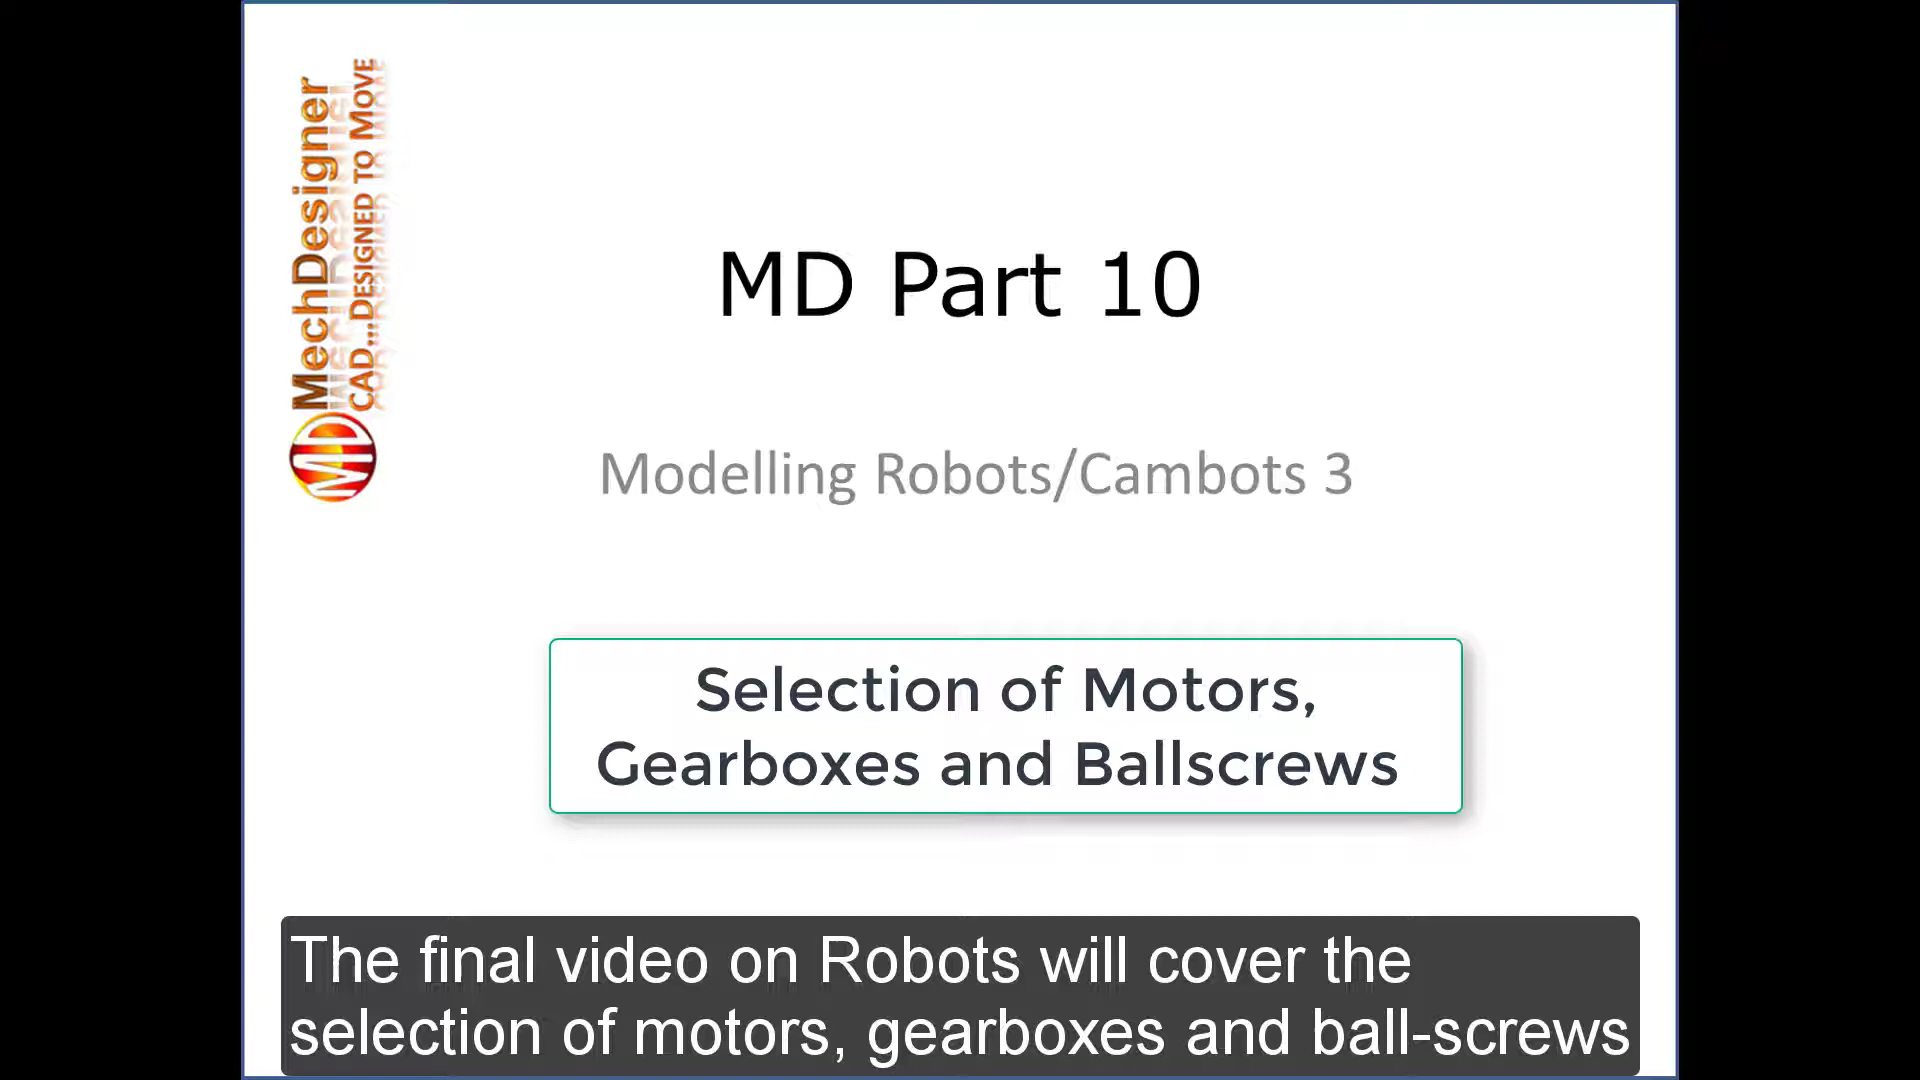 MechDesigner
CAD...DESIGNED TO MOVE
MD
MD Part 10
Modelling Robots/Cambots 3
Selection of Motors,
Gearboxes and Ballscrews
The final video on Robots will cover the
selection of motors, gearboxes and ball-screws